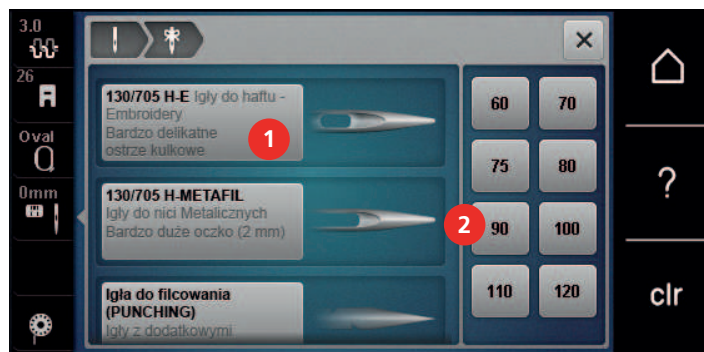 3.0
26
Oval
0mm
130/705 H-E Igły do haftu -
Embroidery
Bardzo delikatne
ostrze kulkowe
1
130/705 H-METAFIL
Igły do nici Metalicznych
Bardzo duże oczko (2 mm)
2
Igła do filcowania
(PUNCHING)
Igły z dodatkowymi
60 70
75 80
90 100
110 120
?
clr